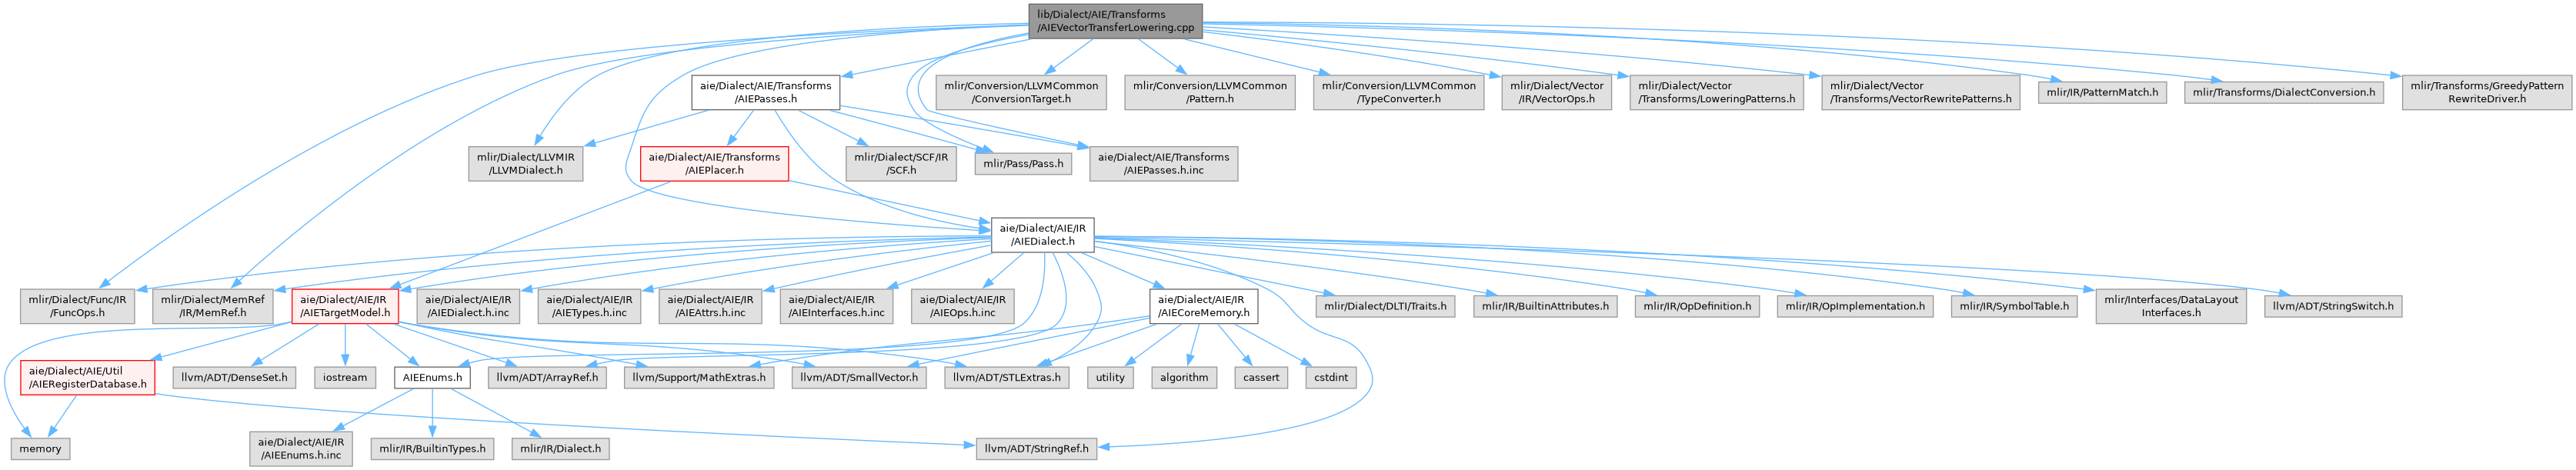 lib/Dialect/AIE/Transforms
/AIEVectorTransferLowering.cpp
aie/Dialect/AIE/Transforms
/AIEPasses.h
mlir/Conversion/LLVMCommon
/ConversionTarget.h
mlir/Conversion/LLVMCommon
/Pattern.h
mlir/Conversion/LLVMCommon
/TypeConverter.h
mlir/Dialect/Vector
/IR/VectorOps.h
mlir/Dialect/Vector
/Transforms/LoweringPatterns.h
mlir/Dialect/Vector
/Transforms/VectorRewritePatterns.h
mlir/IR/PatternMatch.h
mlir/Transforms/DialectConversion.h
mlir/Transforms/GreedyPattern
RewriteDriver.h
mlir/Dialect/LLVMIR
/LLVMDialect.h
aie/Dialect/AIE/Transforms
/AIEPlacer.h
mlir/Dialect/SCF/IR
/SCF.h
mlir/Pass/Pass.h
aie/Dialect/AIE/Transforms
/AIEPasses.h.inc
aie/Dialect/AIE/IR
/AIEDialect.h
mlir/Dialect/Func/IR
/FuncOps.h
mlir/Dialect/MemRef
/IR/MemRef.h
aie/Dialect/AIE/IR
/AIETargetModel.h
aie/Dialect/AIE/IR
/AIEDialect.h.inc
aie/Dialect/AIE/IR
/AIETypes.h.inc
aie/Dialect/AIE/IR
/AIEAttrs.h.inc
aie/Dialect/AIE/IR
/AIEInterfaces.h.inc
aie/Dialect/AIE/IR
/AIEOps.h.inc
aie/Dialect/AIE/IR
/AIECoreMemory.h
mlir/Dialect/DLTI/Traits.h
mlir/IR/BuiltinAttributes.h
mlir/IR/OpDefinition.h
mlir/IR/OpImplementation.h
mlir/IR/SymbolTable.h
mlir/Interfaces/DataLayout
Interfaces.h
llvm/ADT/StringSwitch.h
aie/Dialect/AIE/Util
/AIERegisterDatabase.h
llvm/ADT/DenseSet.h
iostream
AIEEnums.h
llvm/ADT/ArrayRef.h
llvm/Support/MathExtras.h
llvm/ADT/SmallVector.h
llvm/ADT/STLExtras.h
utility
algorithm
cassert
cstdint
memory
aie/Dialect/AIE/IR
/AIEEnums.h.inc
mlir/IR/BuiltinTypes.h
mlir/IR/Dialect.h
llvm/ADT/StringRef.h